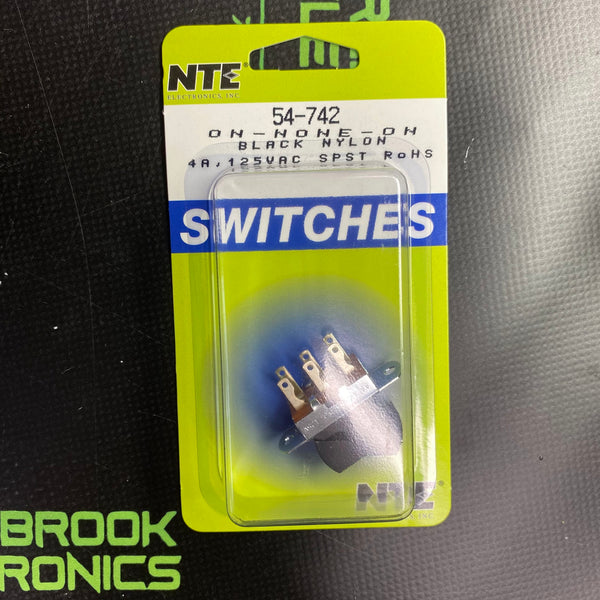 NTE®
ELECTRONICS, INC
54-742
ON-NONE-ON
BLACK NYLON
4A, 125VAC SPST RoHS
SWITCHES
NTE
BROOK
RONICS